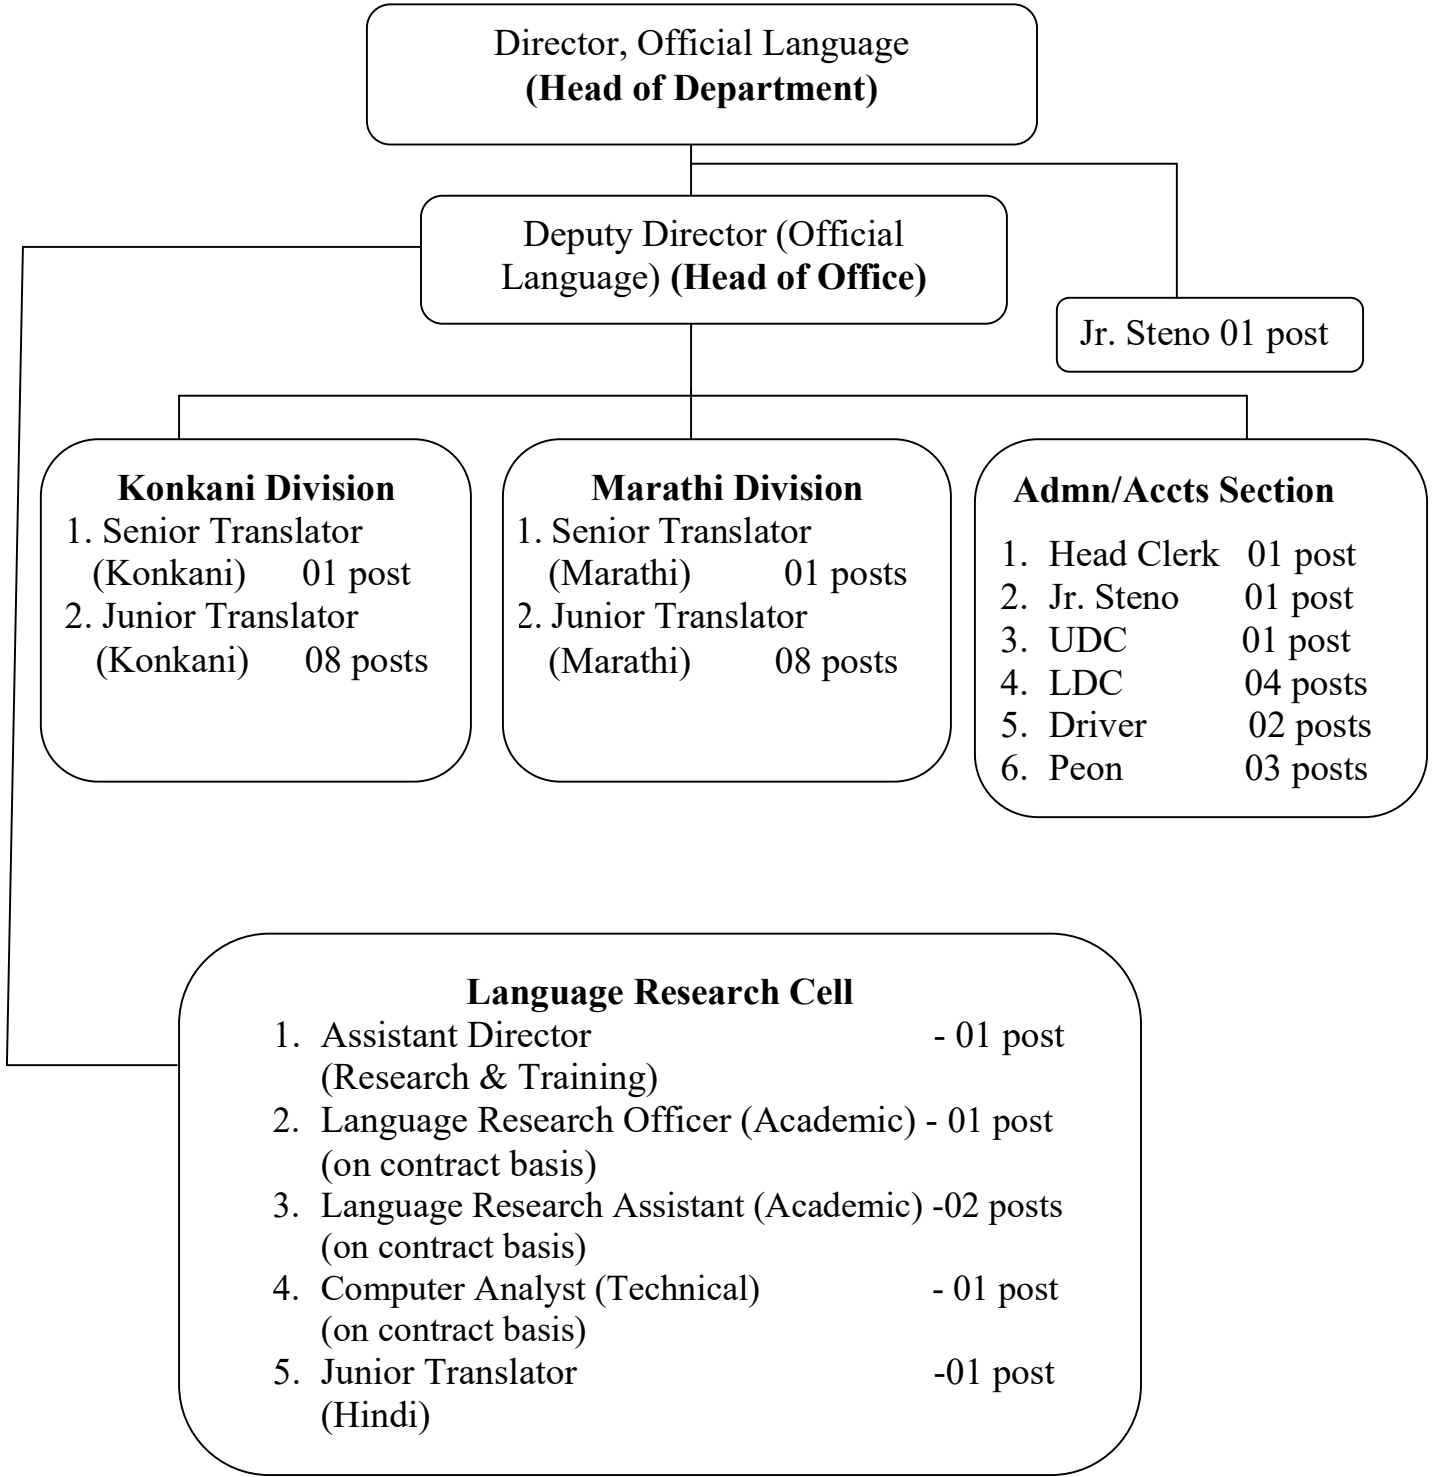 Director, Official Language
(Head of Department)
Deputy Director (Official
Language) (Head of Office)
Jr. Steno 01 post
Konkani Division
1. Senior Translator
(Konkani) 01 post
2. Junior Translator
(Konkani) 08 posts
Marathi Division
1. Senior Translator
(Marathi) 01 posts
2. Junior Translator
(Marathi) 08 posts
Admn/Accts Section
1. Head Clerk 01 post
2. Jr. Steno 01 post
3. UDC 01 post
4. LDC 04 posts
5. Driver 02 posts
6. Peon 03 posts
Language Research Cell
1. Assistant Director - 01 post
(Research & Training)
2. Language Research Officer (Academic) - 01 post
(on contract basis)
3. Language Research Assistant (Academic) -02 posts
(on contract basis)
4. Computer Analyst (Technical) - 01 post
(on contract basis)
5. Junior Translator -01 post
(Hindi)